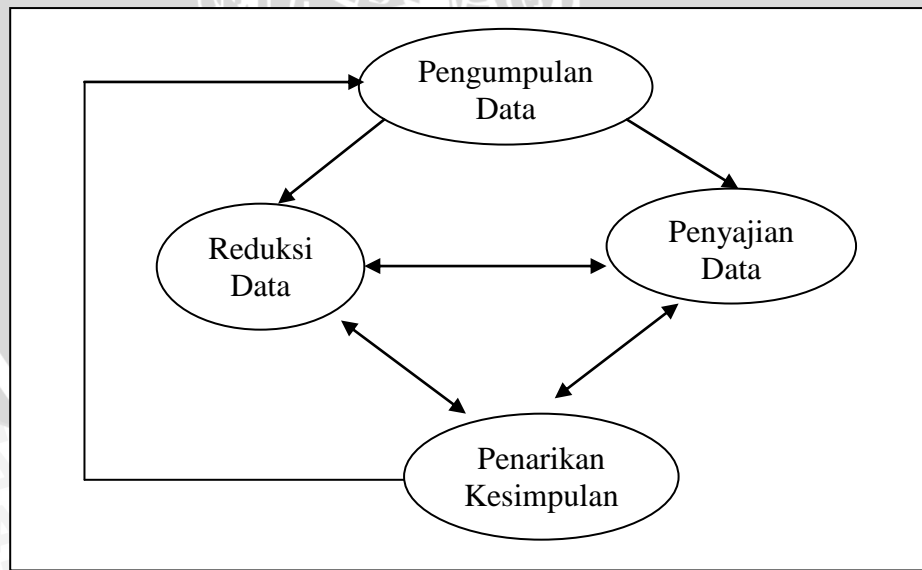 Pengumpulan
Data
Reduksi
Data
Penyajian
Data
Penarikan
Kesimpulan